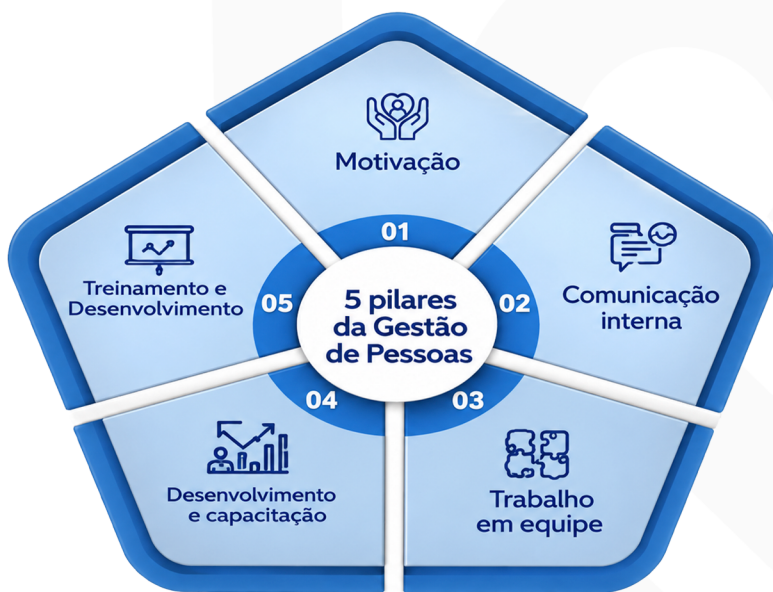 5 pilares
da Gestão
de Pessoas
01
Motivação
02
Comunicação
interna
03
Trabalho
em equipe
04
Desenvolvimento
e capacitação
05
Treinamento e
Desenvolvimento